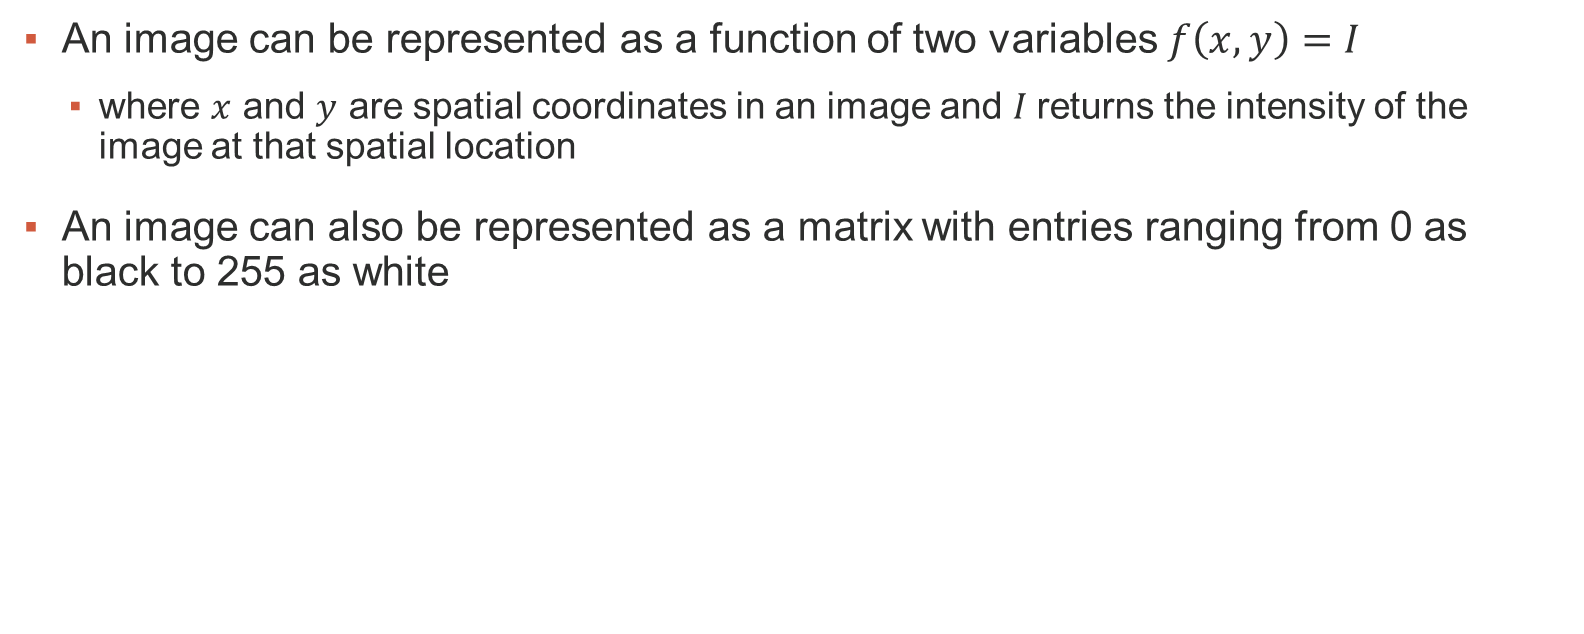 ▪ An image can be represented as a function of two variables 𝑓(𝑥, 𝑦) = 𝐼
▪ where 𝑥 and 𝑦 are spatial coordinates in an image and 𝐼 returns the intensity of the
image at that spatial location
▪ An image can also be represented as a matrix with entries ranging from 0 as
black to 255 as white